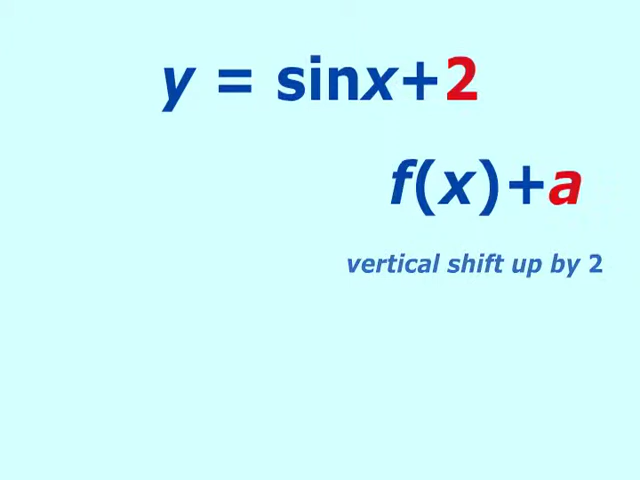 y = sinx+2
f(x)+a
vertical shift up by 2